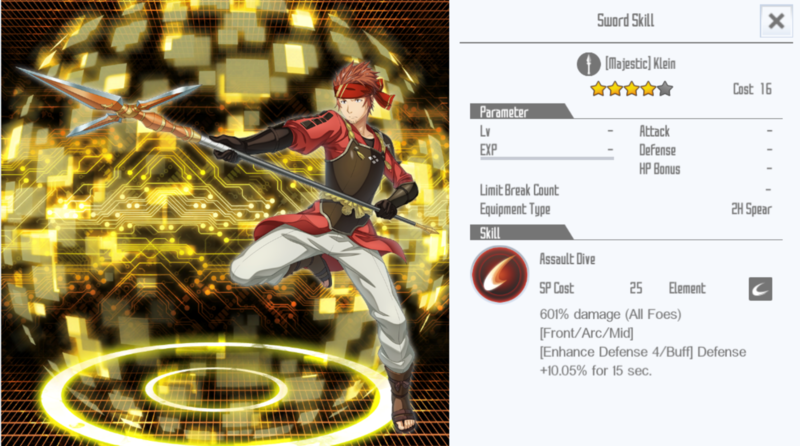 Sword Skill
[Majestic] Klein
Cost 16
Parameter
Lv - Attack -
EXP - Defense -
HP Bonus -
Limit Break Count -
Equipment Type 2H Spear
Skill
Assault Dive
SP Cost 25 Element
601% damage (All Foes)
[Front/Arc/Mid]
[Enhance Defense 4/Buff] Defense
+10.05% for 15 sec.